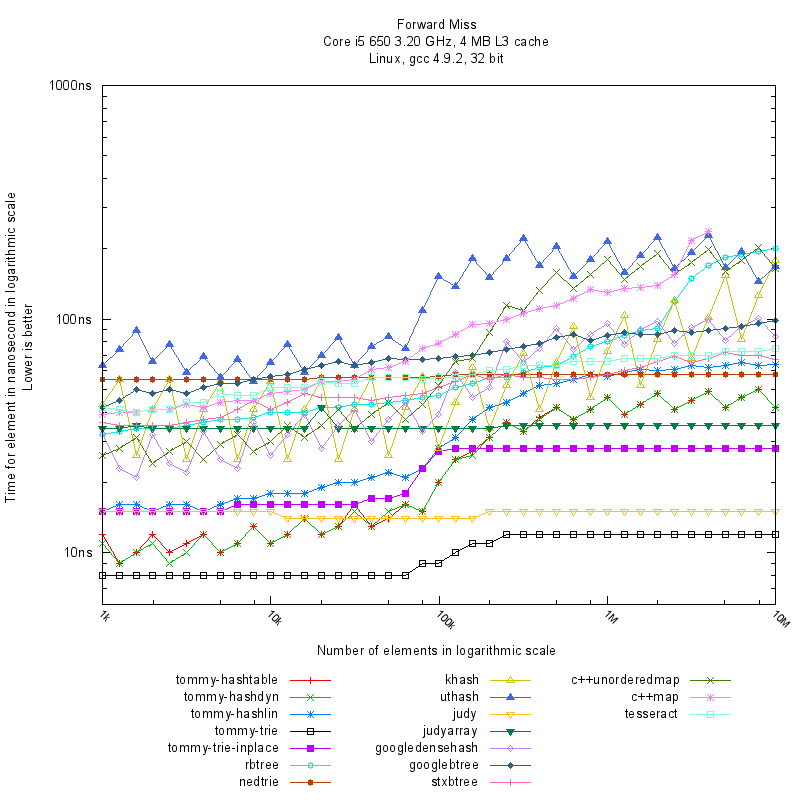 Forward Miss
Core i5 650 3.20 GHz, 4 MB L3 cache
Linux, gcc 4.9.2, 32 bit
Time for element in nanosecond in logarithmic scale
Lower is better
1000ns
100ns
10ns
1k
10k
100k
1M
10M
Number of elements in logarithmic scale
tommy-hashtable
tommy-hashdyn
tommy-hashlin
tommy-trie
tommy-trie-inplace
rbtree
nedtrie
khash
uthash
judy
judyarray
googledensehash
googlebtree
stxbtree
c++unorderedmap
c++map
tesseract